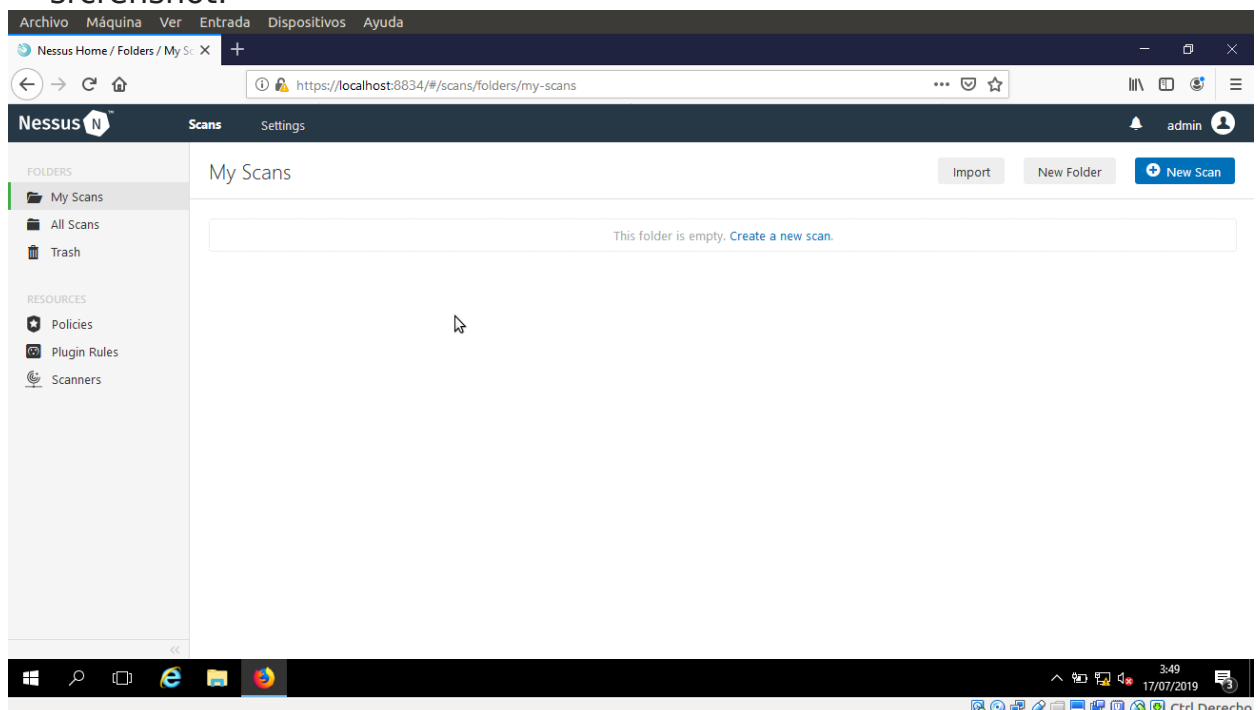 Archivo Máquina Ver Entrada Dispositivos Ayuda
Nessus Home / Folders / My Sc
https://localhost:8834/#/scans/folders/my-scans
Nessus N Scans Settings admin
FOLDERS
My Scans
All Scans
Trash
RESOURCES
Policies
Plugin Rules
Scanners
My Scans Import New Folder New Scan
This folder is empty. Create a new scan.
3:49
17/07/2019
3
Ctrl Derecho